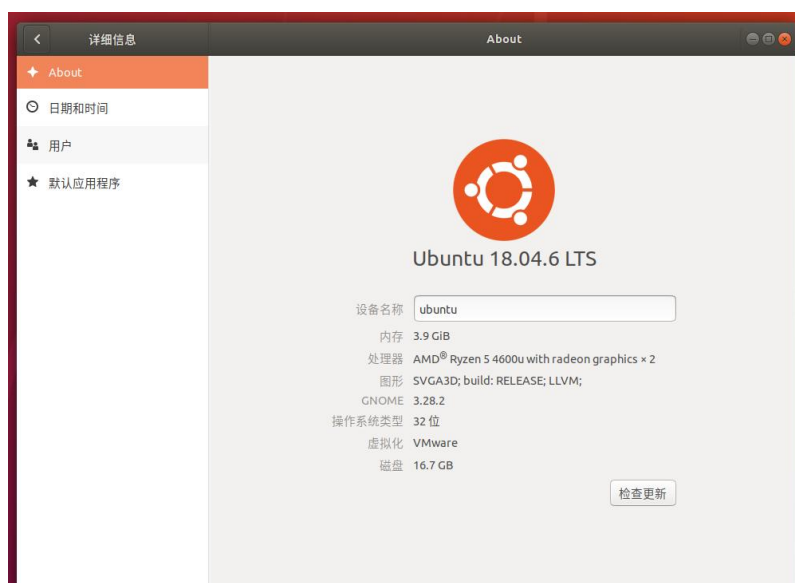 详细信息
About
About
日期和时间
用户
默认应用程序
Ubuntu 18.04.6 LTS
设备名称 ubuntu
内存 3.9 GiB
处理器 AMD® Ryzen 5 4600u with radeon graphics × 2
图形 SVGA3D; build: RELEASE; LLVM;
GNOME 3.28.2
操作系统类型 32 位
虚拟化 VMware
磁盘 16.7 GB
检查更新